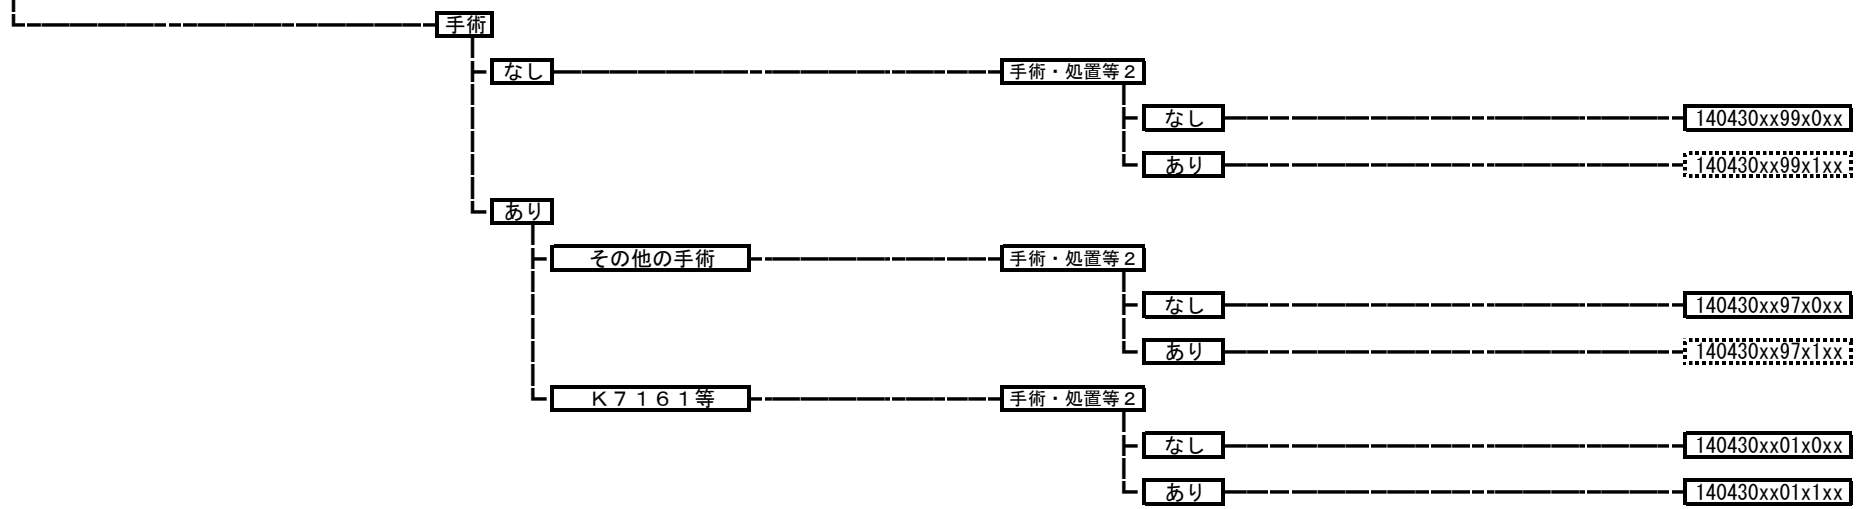 手術
なし
手術・処置等２
なし
140430xx99x0xx
あり
140430xx99x1xx
あり
その他の手術
手術・処置等２
なし
140430xx97x0xx
あり
140430xx97x1xx
Ｋ７１６１等
手術・処置等２
なし
140430xx01x0xx
あり
140430xx01x1xx